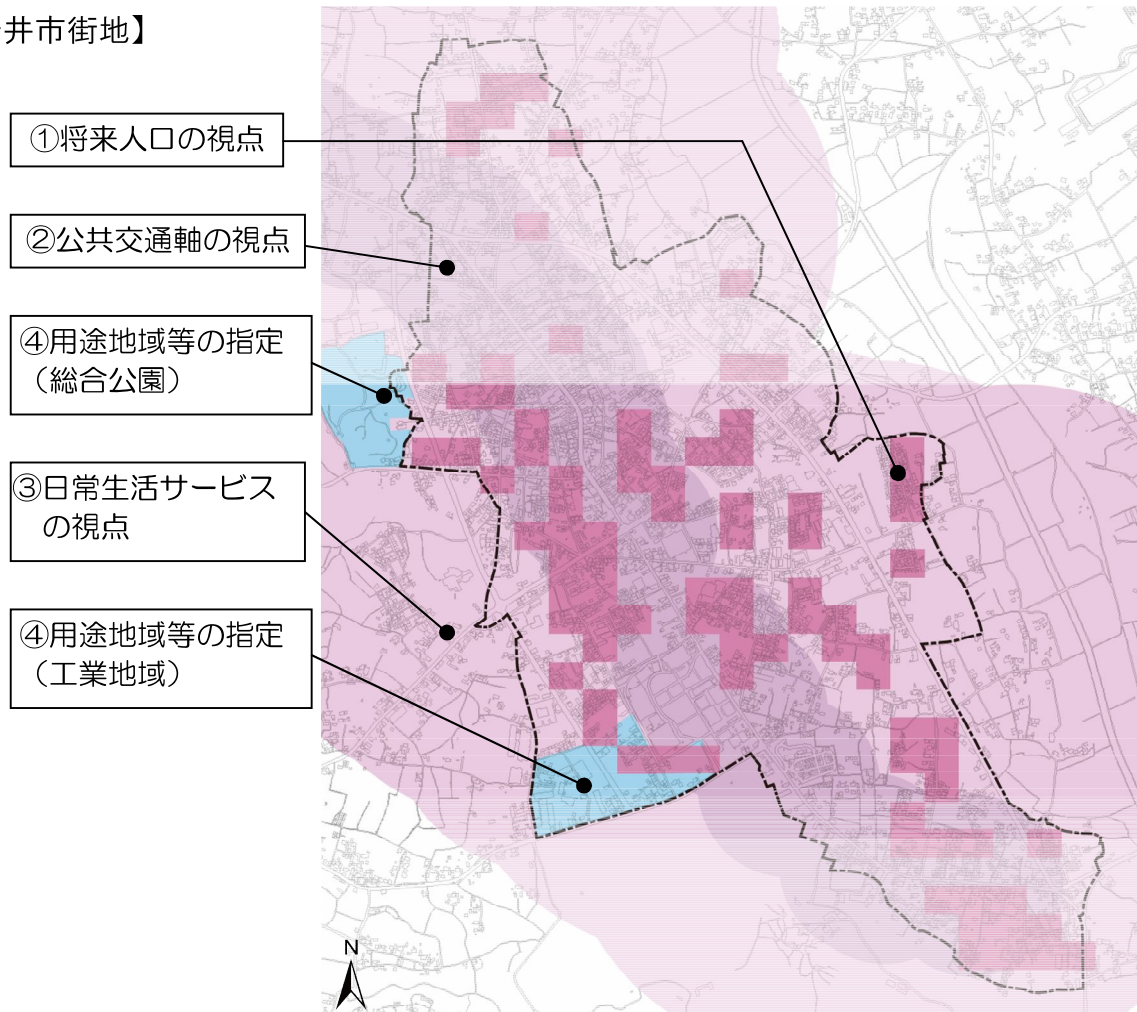 井市街地】
①将来人口の視点
②公共交通軸の視点
④用途地域等の指定
（総合公園）
③日常生活サービス
の視点
④用途地域等の指定
（工業地域）
N